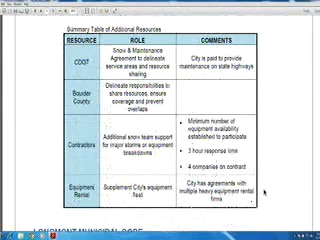 Summary Table of Additional Resources
RESOURCE ROLE COMMENTS
CDOT
Snow & Maintenance
Agreement to delineate
service areas and resource
sharing
City is paid to provide
maintenance on state highways
Boulder
County
Delineate responsibilities to
share resources, ensure
coverage and prevent
overlaps
Contractors
Additional snow team support
for major storms or equipment
breakdowns
• Minimum number of
equipment availability
established to participate
• 3 hour response time
• 4 companies on contract
Equipment
Rental
Supplement City's equipment
fleet
City has agreements with
multiple heavy equipment rental
firms
LONGMONT MUNICIPAL CODE